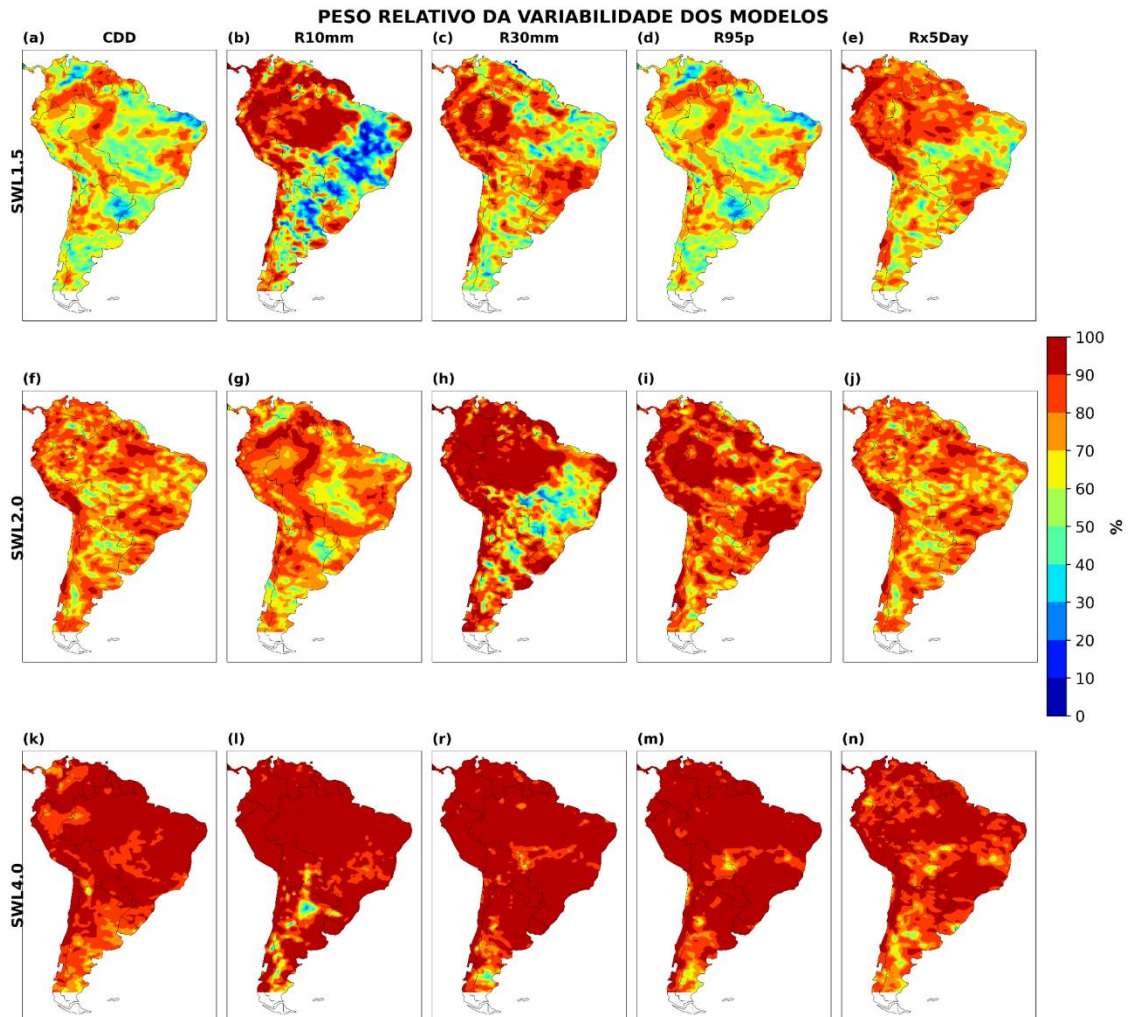 PESO RELATIVO DA VARIABILIDADE DOS MODELOS
(a) CDD (b) R10mm (c) R30mm (d) R95p (e) Rx5Day
SWL1.5
(f) (g) (h) (i) (j)
SWL2.0
100
90
80
70
60
50
40
30
20
10
0
%
(k) (l) (r) (m) (n)
SWL4.0